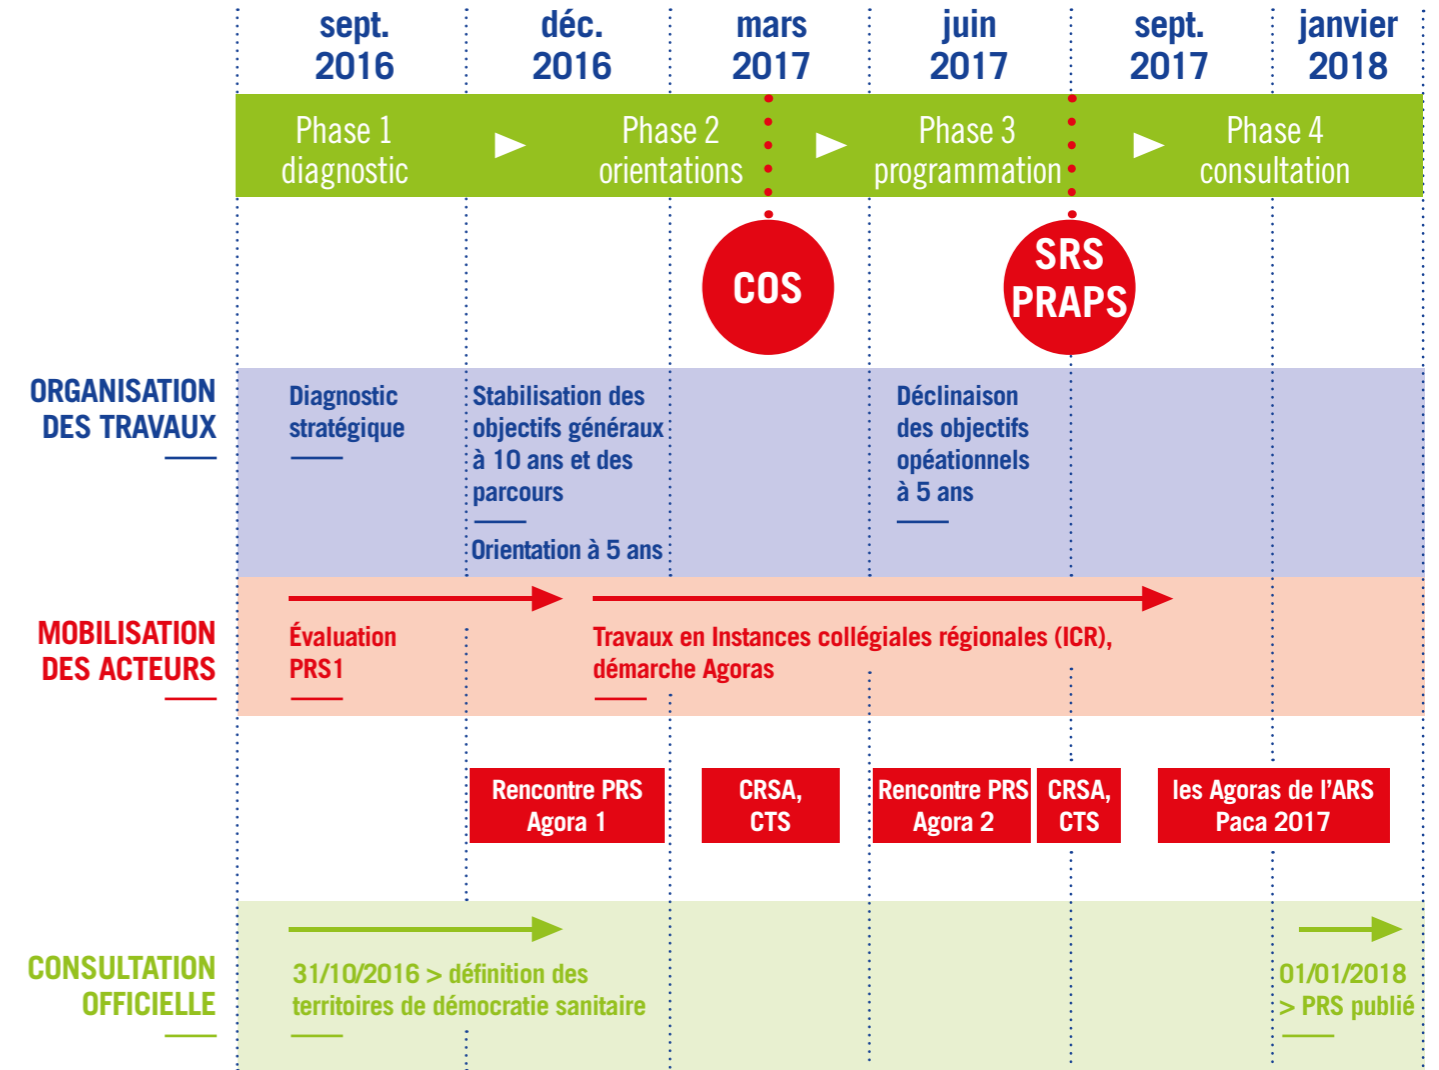 sept.
2016
déc.
2016
mars
2017
juin
2017
sept.
2017
janvier
2018
Phase 1
diagnostic
Phase 2
orientations
Phase 3
programmation
Phase 4
consultation
COS
SRS
PRAPS
ORGANISATION
DES TRAVAUX
Diagnostic
stratégique
Stabilisation des
objectifs généraux
à 10 ans et des
parcours
Orientation à 5 ans
Déclinaison
des objectifs
opéationnels
à 5 ans
MOBILISATION
DES ACTEURS
Évaluation
PRS1
Travaux en Instances collégiales régionales (ICR),
démarche Agoras
Rencontre PRS
Agora 1
CRSA,
CTS
Rencontre PRS
Agora 2
CRSA,
CTS
les Agoras de l’ARS
Paca 2017
CONSULTATION
OFFICIELLE
31/10/2016 > définition des
territoires de démocratie sanitaire
01/01/2018
> PRS publié